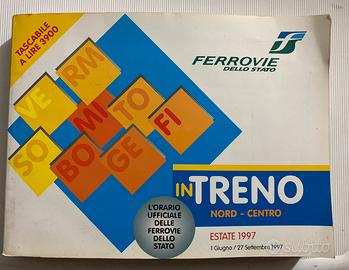 TASCABILE
A LIRE 3900
FERROVIE
DELLO STATO
VE RM
SO MI TO
BO GE FI
IN TRENO
NORD - CENTRO
L'ORARIO
UFFICIALE
DELLE
FERROVIE
DELLO
STATO
ESTATE 1997
1 Giugno / 27 Settembre 1997
subito